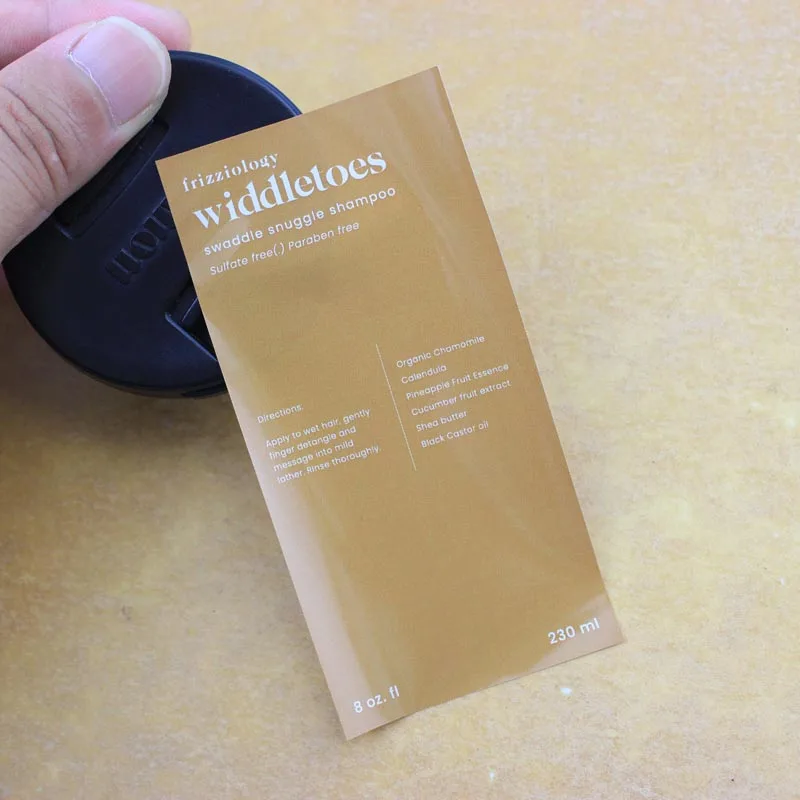 frizziology
widdletoes
swaddle snuggle shampoo
Sulfate free(.) Paraben free
Directions.
Apply to wet hair, gently
finger detangle and
message into mild
lather. Rinse thoroughly.
Organic Chamomile
Calendula
Pineapple Fruit Essence
Cucumber fruit extract
Shea butter
Black Castor oil
8 oz. fl
230 ml